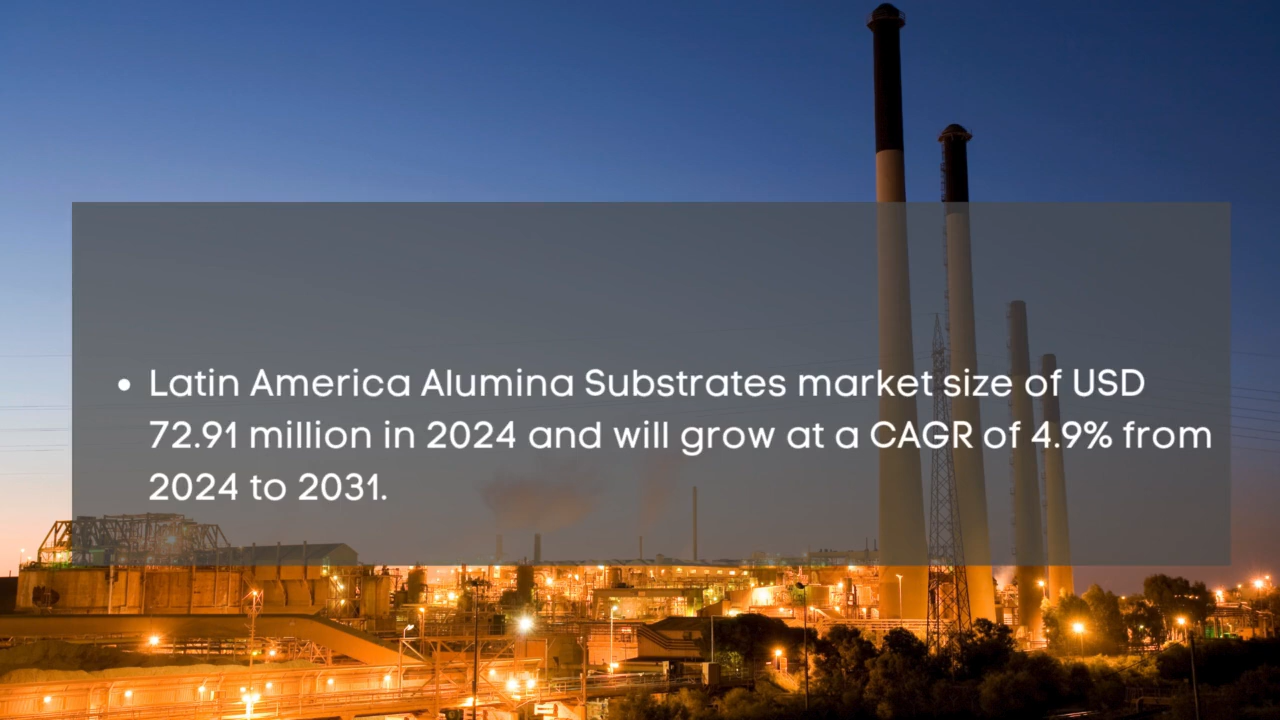 • Latin America Alumina Substrates market size of USD
72.91 million in 2024 and will grow at a CAGR of 4.9% from
2024 to 2031.